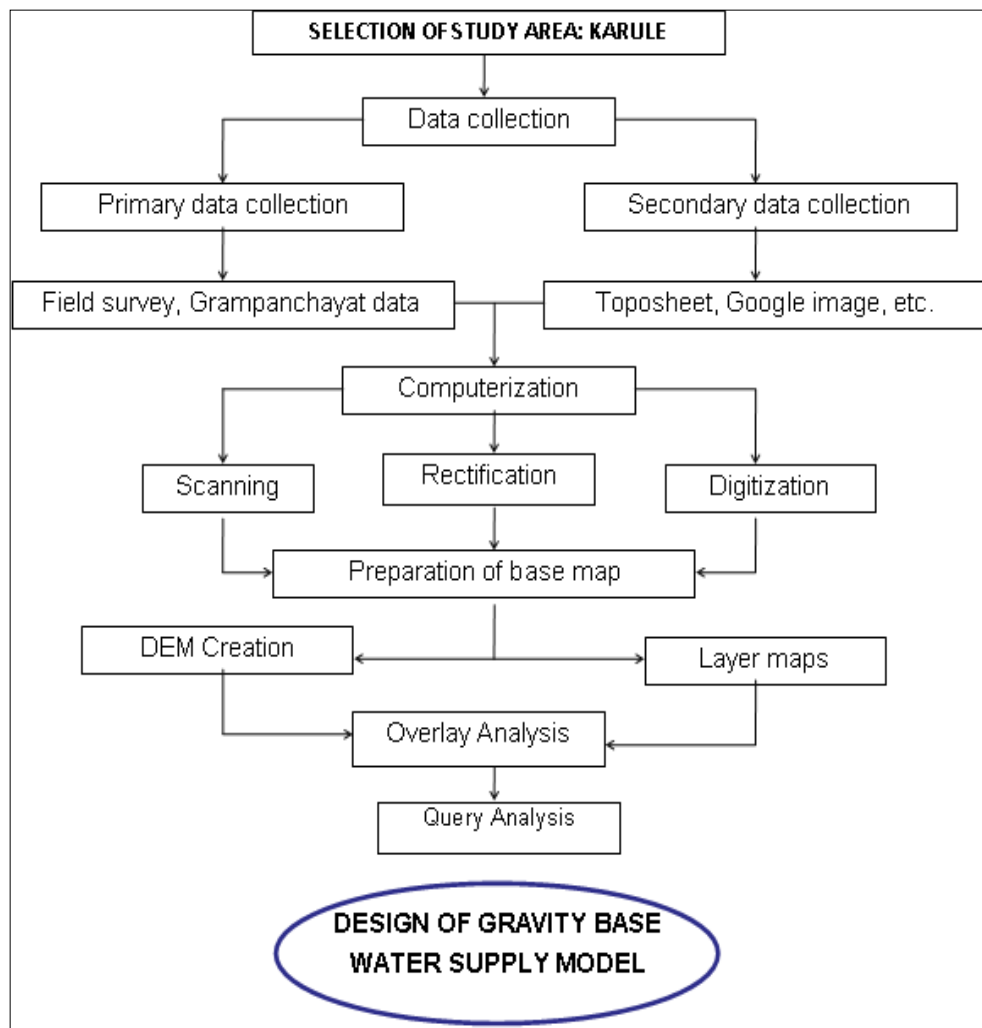 SELECTION OF STUDY AREA: KARULE
Data collection
Primary data collection
Secondary data collection
Field survey, Grampanchayat data
Toposheet, Google image, etc.
Computerization
Scanning
Rectification
Digitization
Preparation of base map
DEM Creation
Layer maps
Overlay Analysis
Query Analysis
DESIGN OF GRAVITY BASE
WATER SUPPLY MODEL